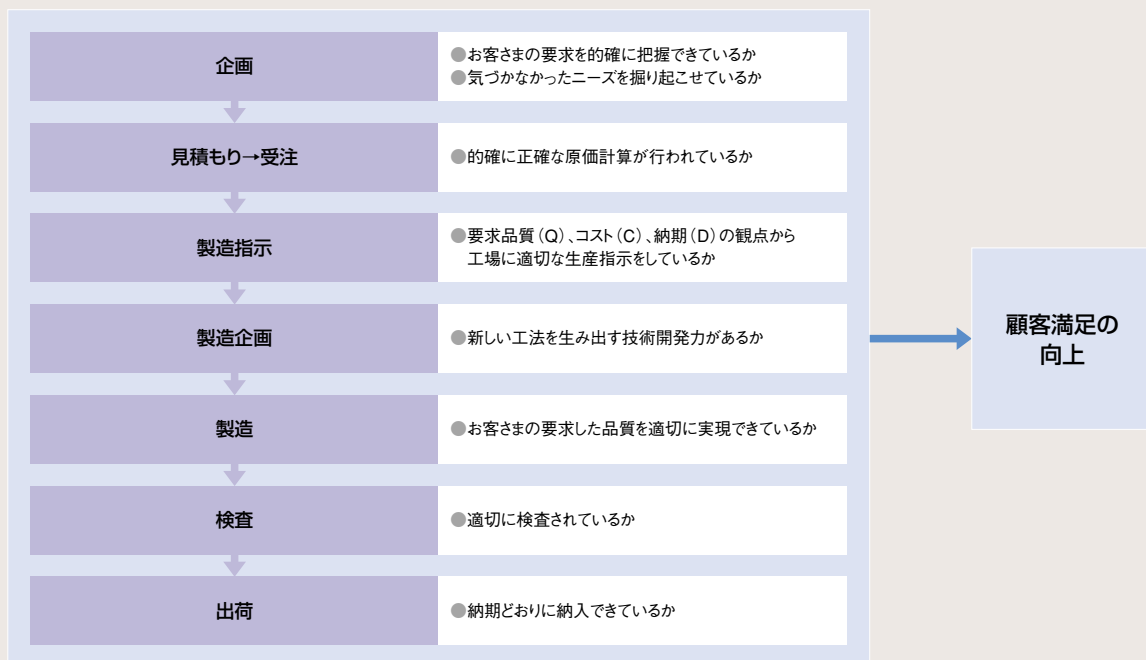 企画
●お客さまの要求を的確に把握できているか
●気づかなかったニーズを掘り起こせているか
見積もり→受注
●的確に正確な原価計算が行われているか
製造指示
●要求品質（Q）、コスト（C）、納期（D）の観点から
工場に適切な生産指示をしているか
製造企画
●新しい工法を生み出す技術開発力があるか
製造
●お客さまの要求した品質を適切に実現できているか
検査
●適切に検査されているか
出荷
●納期どおりに納入できているか
顧客満足の
向上